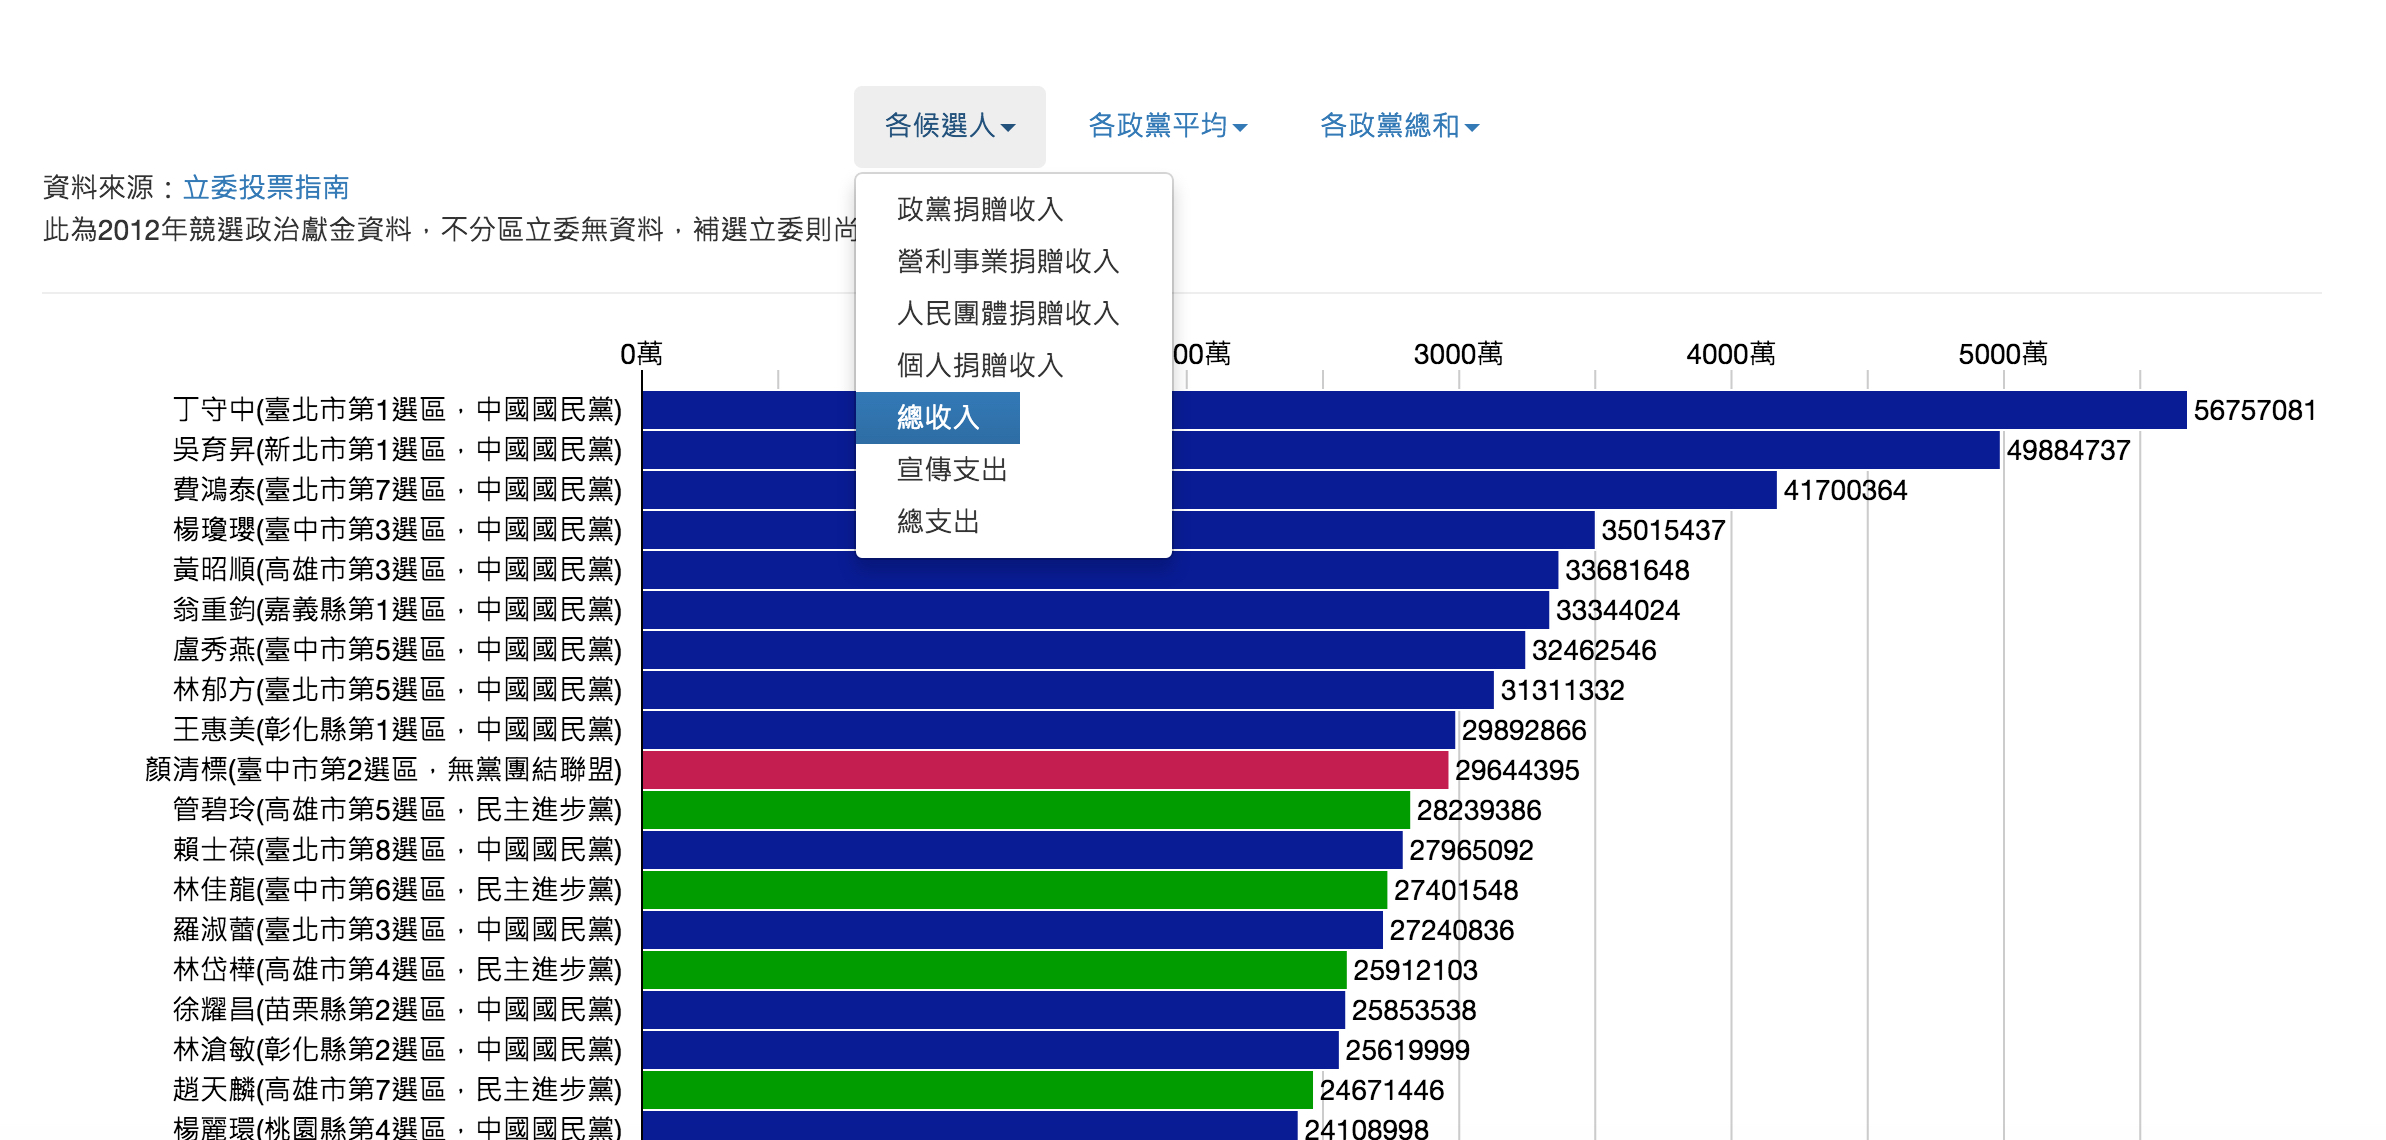 各候選人 各政黨平均 各政黨總和
資料來源：立委投票指南
此為2012年競選政治獻金資料，不分區立委無資料，補選立委則尚
政黨捐贈收入
營利事業捐贈收入
人民團體捐贈收入
個人捐贈收入
總收入
宣傳支出
總支出
0萬 00萬 3000萬 4000萬 5000萬
丁守中(臺北市第1選區，中國國民黨) 56757081
吳育昇(新北市第1選區，中國國民黨) 49884737
費鴻泰(臺北市第7選區，中國國民黨) 41700364
楊瓊瓔(臺中市第3選區，中國國民黨) 35015437
黃昭順(高雄市第3選區，中國國民黨) 33681648
翁重鈞(嘉義縣第1選區，中國國民黨) 33344024
盧秀燕(臺中市第5選區，中國國民黨) 32462546
林郁方(臺北市第5選區，中國國民黨) 31311332
王惠美(彰化縣第1選區，中國國民黨) 29892866
顏清標(臺中市第2選區，無黨團結聯盟) 29644395
管碧玲(高雄市第5選區，民主進步黨) 28239386
賴士葆(臺北市第8選區，中國國民黨) 27965092
林佳龍(臺中市第6選區，民主進步黨) 27401548
羅淑蕾(臺北市第3選區，中國國民黨) 27240836
林岱樺(高雄市第4選區，民主進步黨) 25912103
徐耀昌(苗栗縣第2選區，中國國民黨) 25853538
林滄敏(彰化縣第2選區，中國國民黨) 25619999
趙天麟(高雄市第7選區，民主進步黨) 24671446
楊麗環(桃園縣第4選區，中國國民黨) 24108998